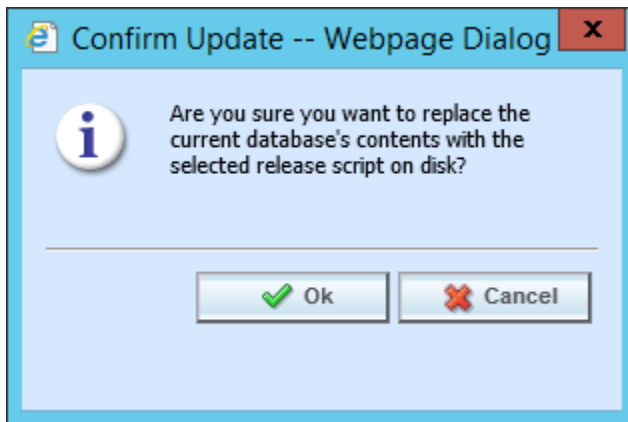 Confirm Update -- Webpage Dialog
x
Are you sure you want to replace the
current database's contents with the
selected release script on disk?
Ok
Cancel